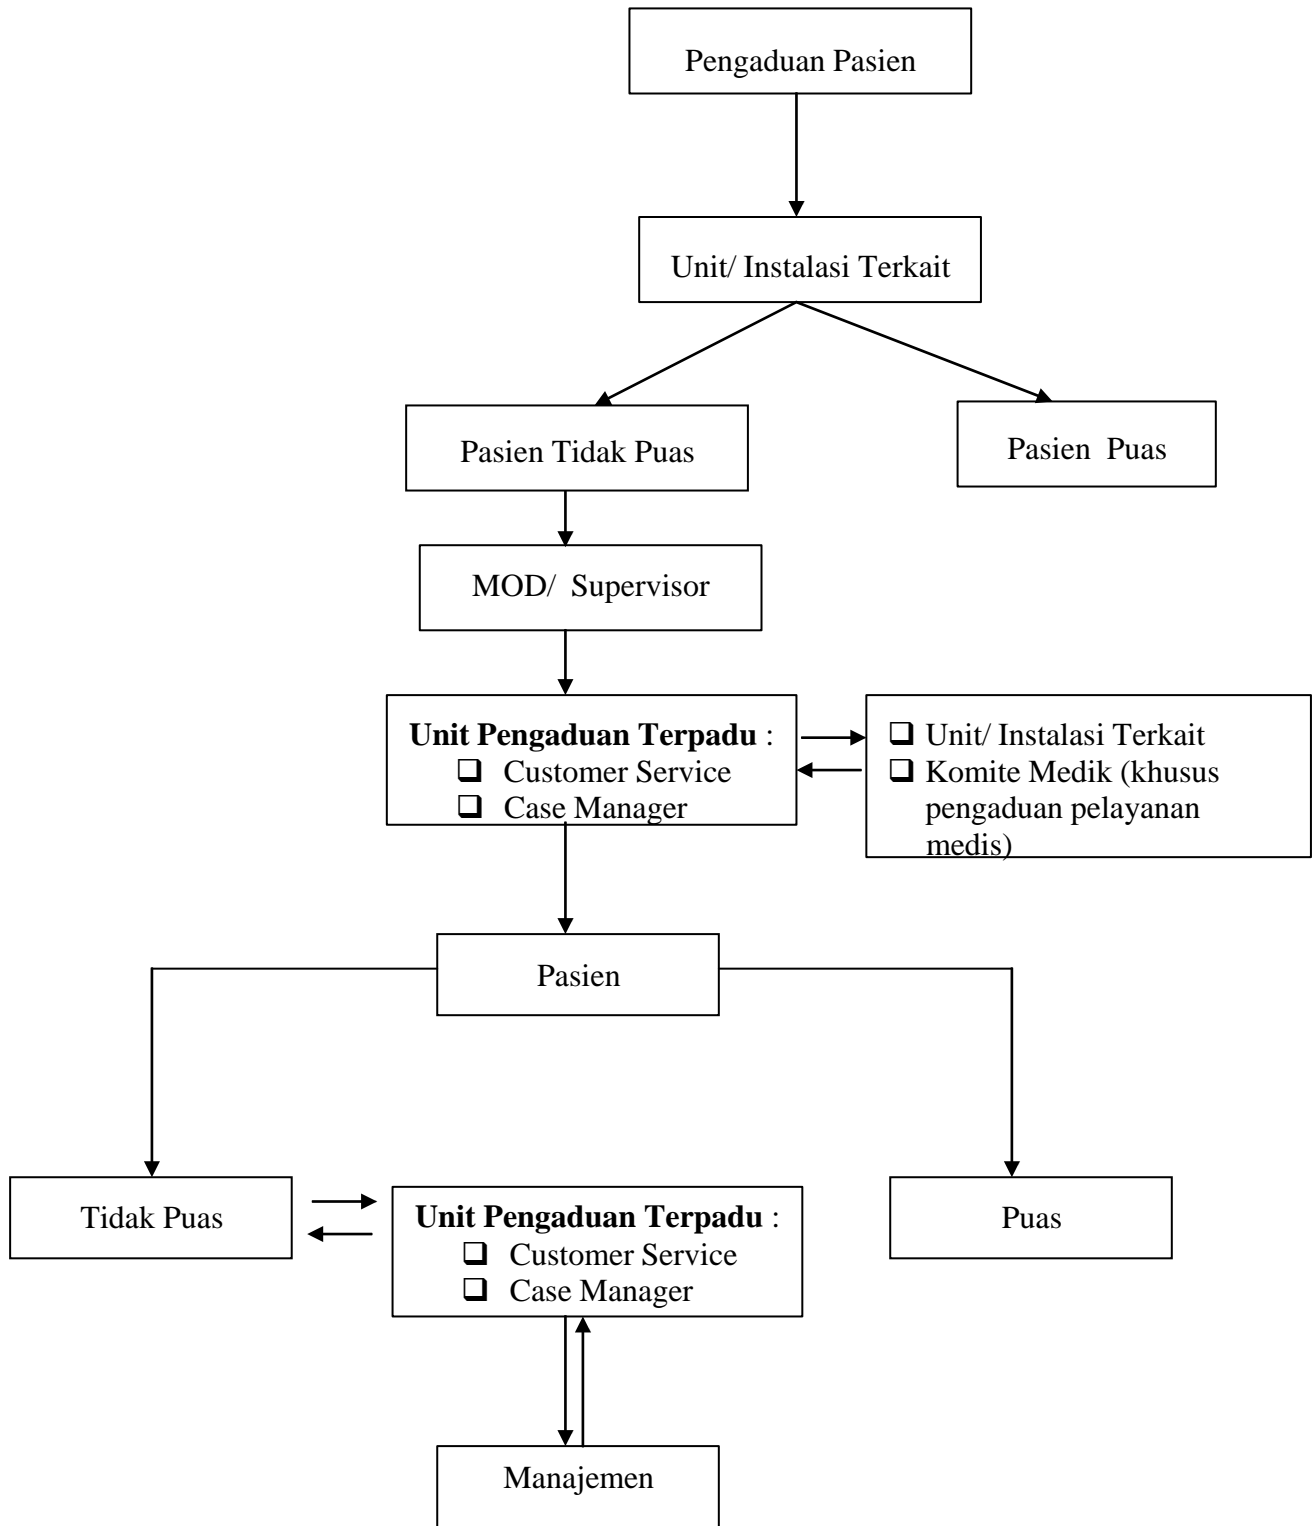 Pengaduan Pasien
Unit/ Instalasi Terkait
Pasien Tidak Puas
Pasien  Puas
MOD/  Supervisor
Unit Pengaduan Terpadu :
❑ Customer Service
❑ Case Manager
❑ Unit/ Instalasi Terkait
❑ Komite Medik (khusus
pengaduan pelayanan
medis)
Pasien
Tidak Puas
Unit Pengaduan Terpadu :
❑ Customer Service
❑ Case Manager
Puas
Manajemen